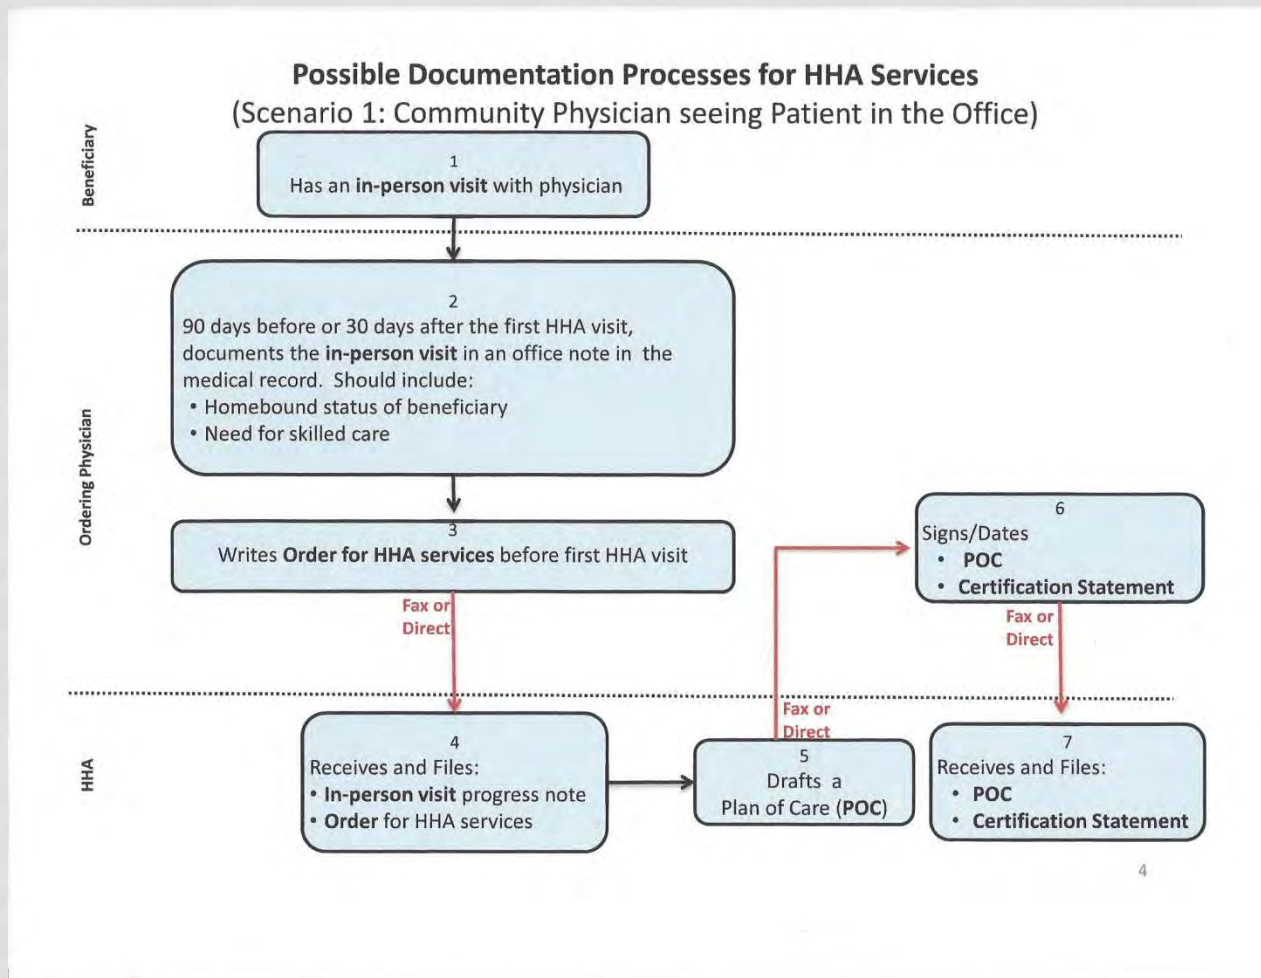 Possible Documentation Processes for HHA Services
(Scenario 1: Community Physician seeing Patient in the Office)
Beneficiary
1
Has an in-person visit with physician
Ordering Physician
2
90 days before or 30 days after the first HHA visit,
documents the in-person visit in an office note in the
medical record. Should include:
• Homebound status of beneficiary
• Need for skilled care
3
Writes Order for HHA services before first HHA visit
Fax or
Direct
6
Signs/Dates
• POC
• Certification Statement
Fax or
Direct
HHA
4
Receives and Files:
• In-person visit progress note
• Order for HHA services
Fax or
Direct
5
Drafts a
Plan of Care (POC)
7
Receives and Files:
• POC
• Certification Statement
4